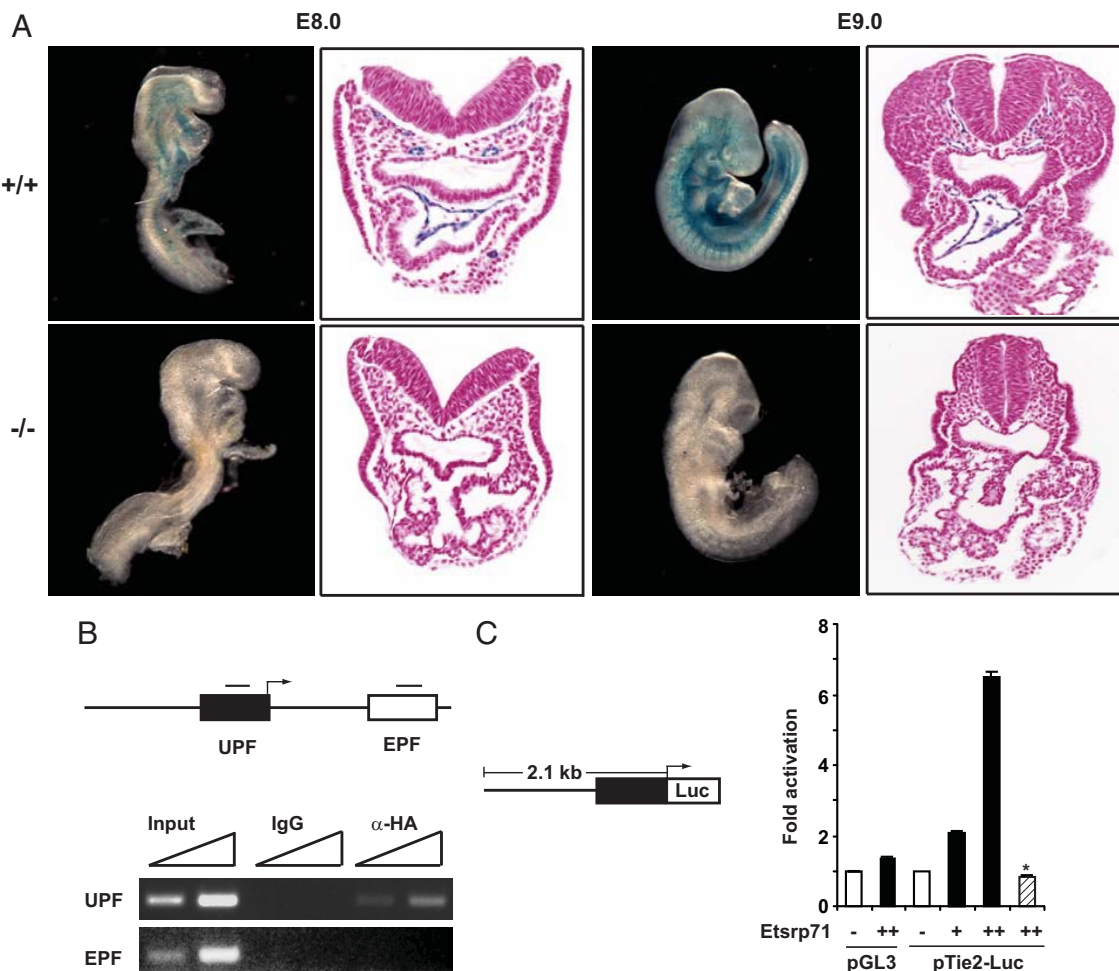 A
E8.0
E9.0
+/+
-/-
B
UPF
EPF
Input
IgG
α-HA
UPF
EPF
C
2.1 kb
Luc
Fold activation
8
6
4
2
0
*
Etsrp71
- ++ - + ++ ++
pGL3
pTie2-Luc